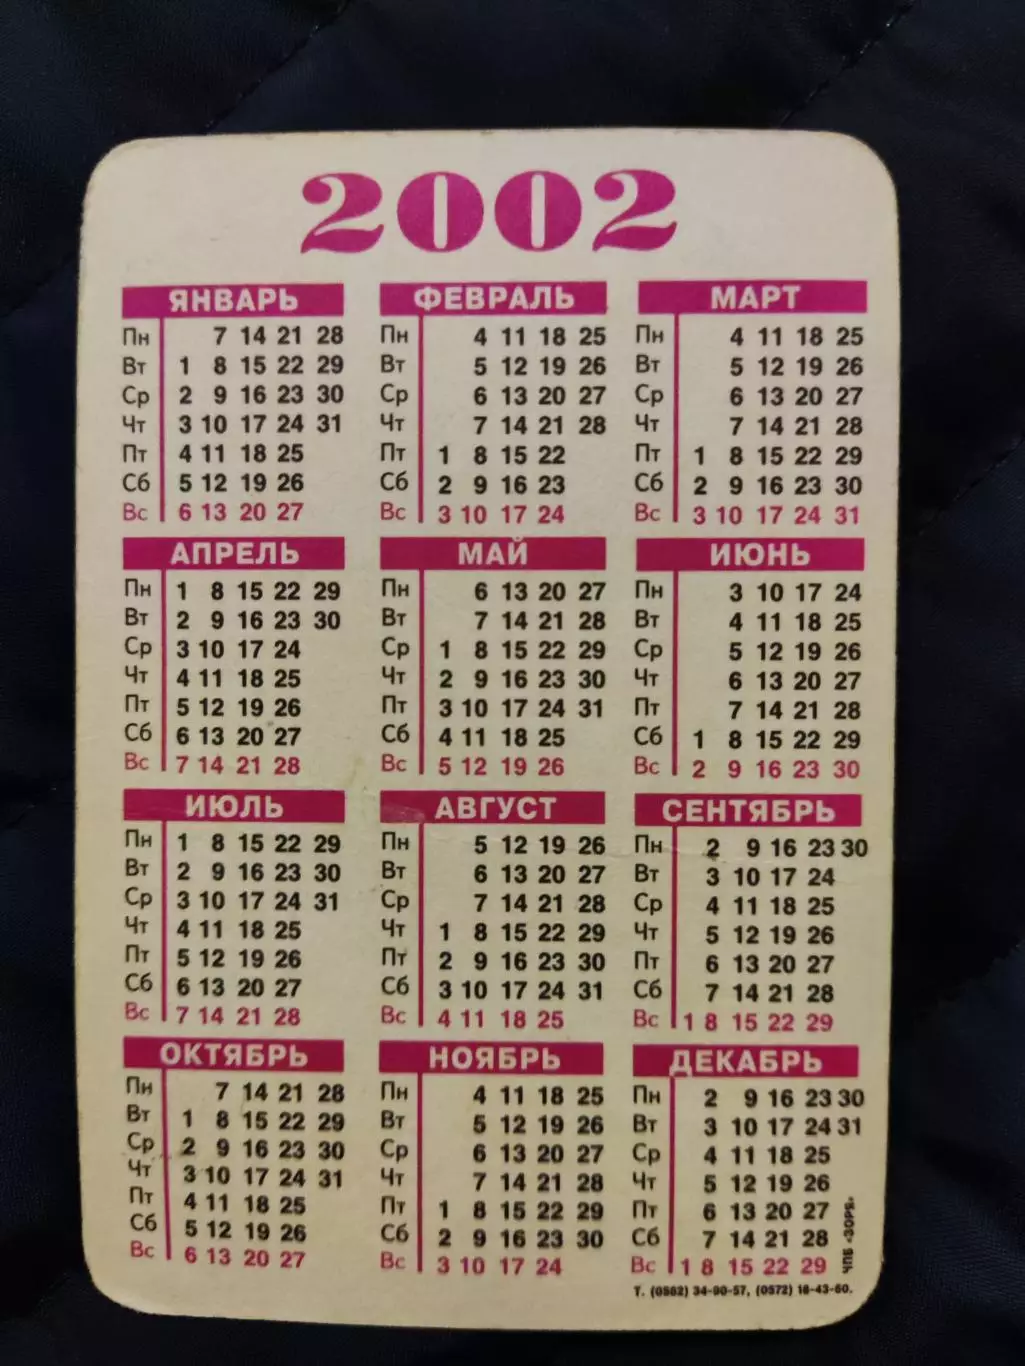 2002
ЯНВАРЬ ФЕВРАЛЬ МАРТ
Пн 7 14 21 28 Пн 4 11 18 25 Пн 4 11 18 25
Вт 1 8 15 22 29 Вт 5 12 19 26 Вт 5 12 19 26
Ср 2 9 16 23 30 Ср 6 13 20 27 Ср 6 13 20 27
Чт 3 10 17 24 31 Чт 7 14 21 28 Чт 7 14 21 28
Пт 4 11 18 25 Пт 1 8 15 22 Пт 1 8 15 22 29
Сб 5 12 19 26 Сб 2 9 16 23 Сб 2 9 16 23 30
Вс 6 13 20 27 Вс 3 10 17 24 Вс 3 10 17 24 31
АПРЕЛЬ МАЙ ИЮНЬ
Пн 1 8 15 22 29 Пн 6 13 20 27 Пн 3 10 17 24
Вт 2 9 16 23 30 Вт 7 14 21 28 Вт 4 11 18 25
Ср 3 10 17 24 Ср 1 8 15 22 29 Ср 5 12 19 26
Чт 4 11 18 25 Чт 2 9 16 23 30 Чт 6 13 20 27
Пт 5 12 19 26 Пт 3 10 17 24 31 Пт 7 14 21 28
Сб 6 13 20 27 Сб 4 11 18 25 Сб 1 8 15 22 29
Вс 7 14 21 28 Вс 5 12 19 26 Вс 2 9 16 23 30
ИЮЛЬ АВГУСТ СЕНТЯБРЬ
Пн 1 8 15 22 29 Пн 5 12 19 26 Пн 2 9 16 23 30
Вт 2 9 16 23 30 Вт 6 13 20 27 Вт 3 10 17 24
Ср 3 10 17 24 31 Ср 7 14 21 28 Ср 4 11 18 25
Чт 4 11 18 25 Чт 1 8 15 22 29 Чт 5 12 19 26
Пт 5 12 19 26 Пт 2 9 16 23 30 Пт 6 13 20 27
Сб 6 13 20 27 Сб 3 10 17 24 31 Сб 7 14 21 28
Вс 7 14 21 28 Вс 4 11 18 25 Вс 1 8 15 22 29
ОКТЯБРЬ НОЯБРЬ ДЕКАБРЬ
Пн 7 14 21 28 Пн 4 11 18 25 Пн 2 9 16 23 30
Вт 1 8 15 22 29 Вт 5 12 19 26 Вт 3 10 17 24 31
Ср 2 9 16 23 30 Ср 6 13 20 27 Ср 4 11 18 25
Чт 3 10 17 24 31 Чт 7 14 21 28 Чт 5 12 19 26
Пт 4 11 18 25 Пт 1 8 15 22 29 Пт 6 13 20 27
Сб 5 12 19 26 Сб 2 9 16 23 30 Сб 7 14 21 28
Вс 6 13 20 27 Вс 3 10 17 24 Вс 1 8 15 22 29
ЧПБ «ЗОРБ»
Т. (0562) 34-90-57, (0572) 18-43-60.